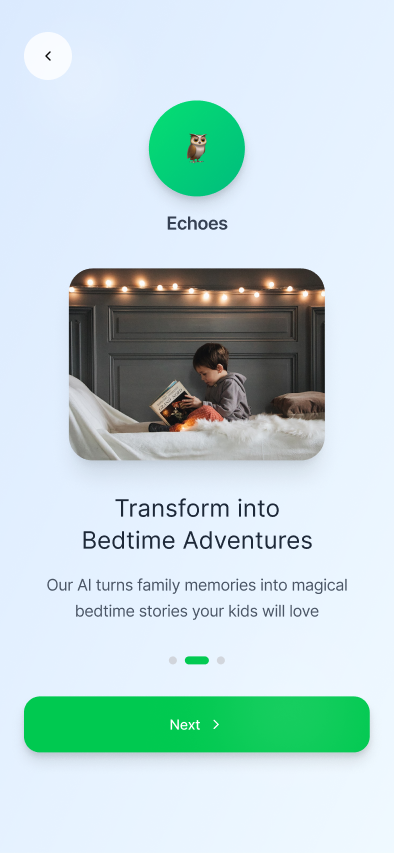 Echoes
Transform into
Bedtime Adventures
Our AI turns family memories into magical
bedtime stories your kids will love
Next